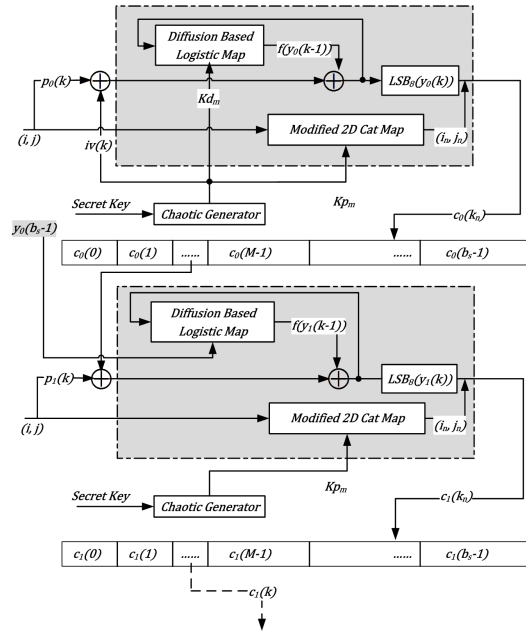 Diffusion Based
Logistic Map
f(y₀(k-1))
p₀(k)
LSB₈(y₀(k))
Kdₘ
(i, j)
iv(k)
Modified 2D Cat Map
(iₙ, jₙ)
Secret Key
Chaotic Generator
Kpₘ
c₀(kₙ)
y₀(bₛ-1)
c₀(0) c₀(1) ...... c₀(M-1) ...... c₀(bₛ-1)
Diffusion Based
Logistic Map
f(y₁(k-1))
p₁(k)
LSB₈(y₁(k))
(i, j)
Modified 2D Cat Map
(iₙ, jₙ)
Kpₘ
Secret Key
Chaotic Generator
c₁(kₙ)
c₁(0) c₁(1) ...... c₁(M-1) ...... c₁(bₛ-1)
c₁(k)